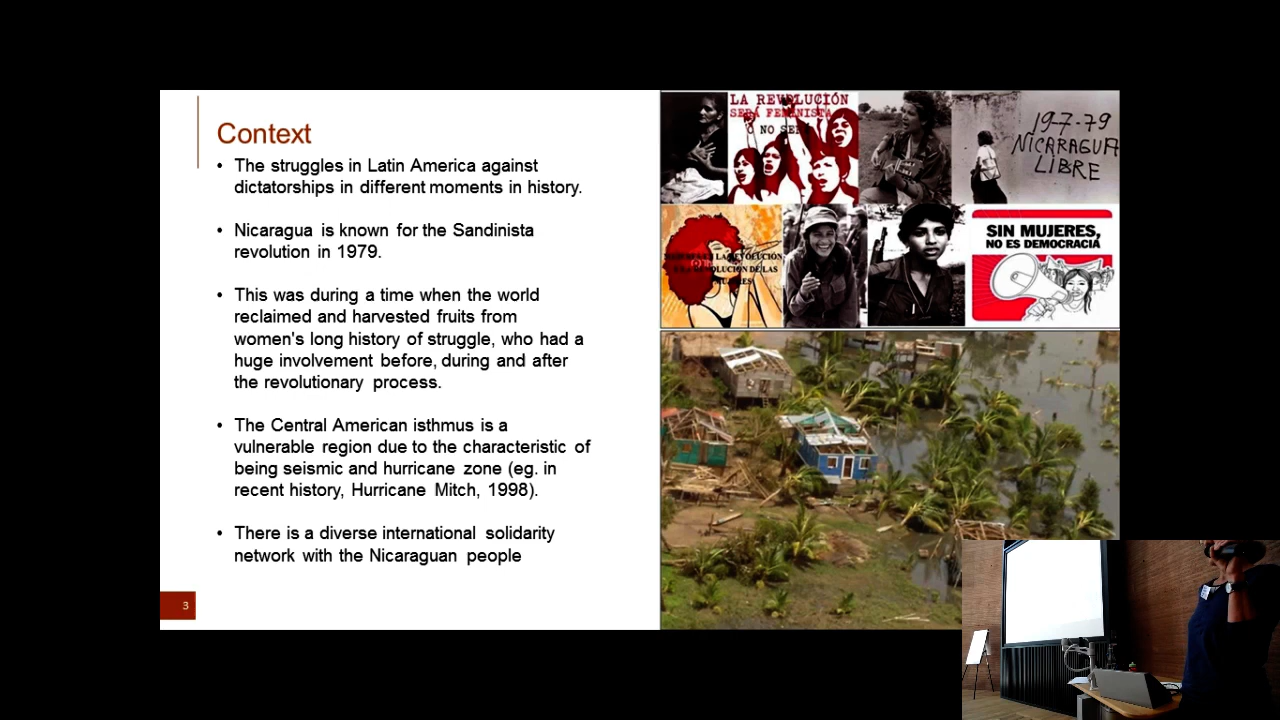 Context
• The struggles in Latin America against
dictatorships in different moments in history.
• Nicaragua is known for the Sandinista
revolution in 1979.
• This was during a time when the world
reclaimed and harvested fruits from
women's long history of struggle, who had a
huge involvement before, during and after
the revolutionary process.
• The Central American isthmus is a
vulnerable region due to the characteristic of
being seismic and hurricane zone (eg. in
recent history, Hurricane Mitch, 1998).
• There is a diverse international solidarity
network with the Nicaraguan people
3
LA REVOLUCIÓN
SERÁ FEMINISTA
O NO SERÁ
19-7-79
NICARAGUA
LIBRE
EN LA REVOLUCIÓN
REVOLUCIÓN DE LAS
MUJERES
SIN MUJERES,
NO ES DEMOCRACIA